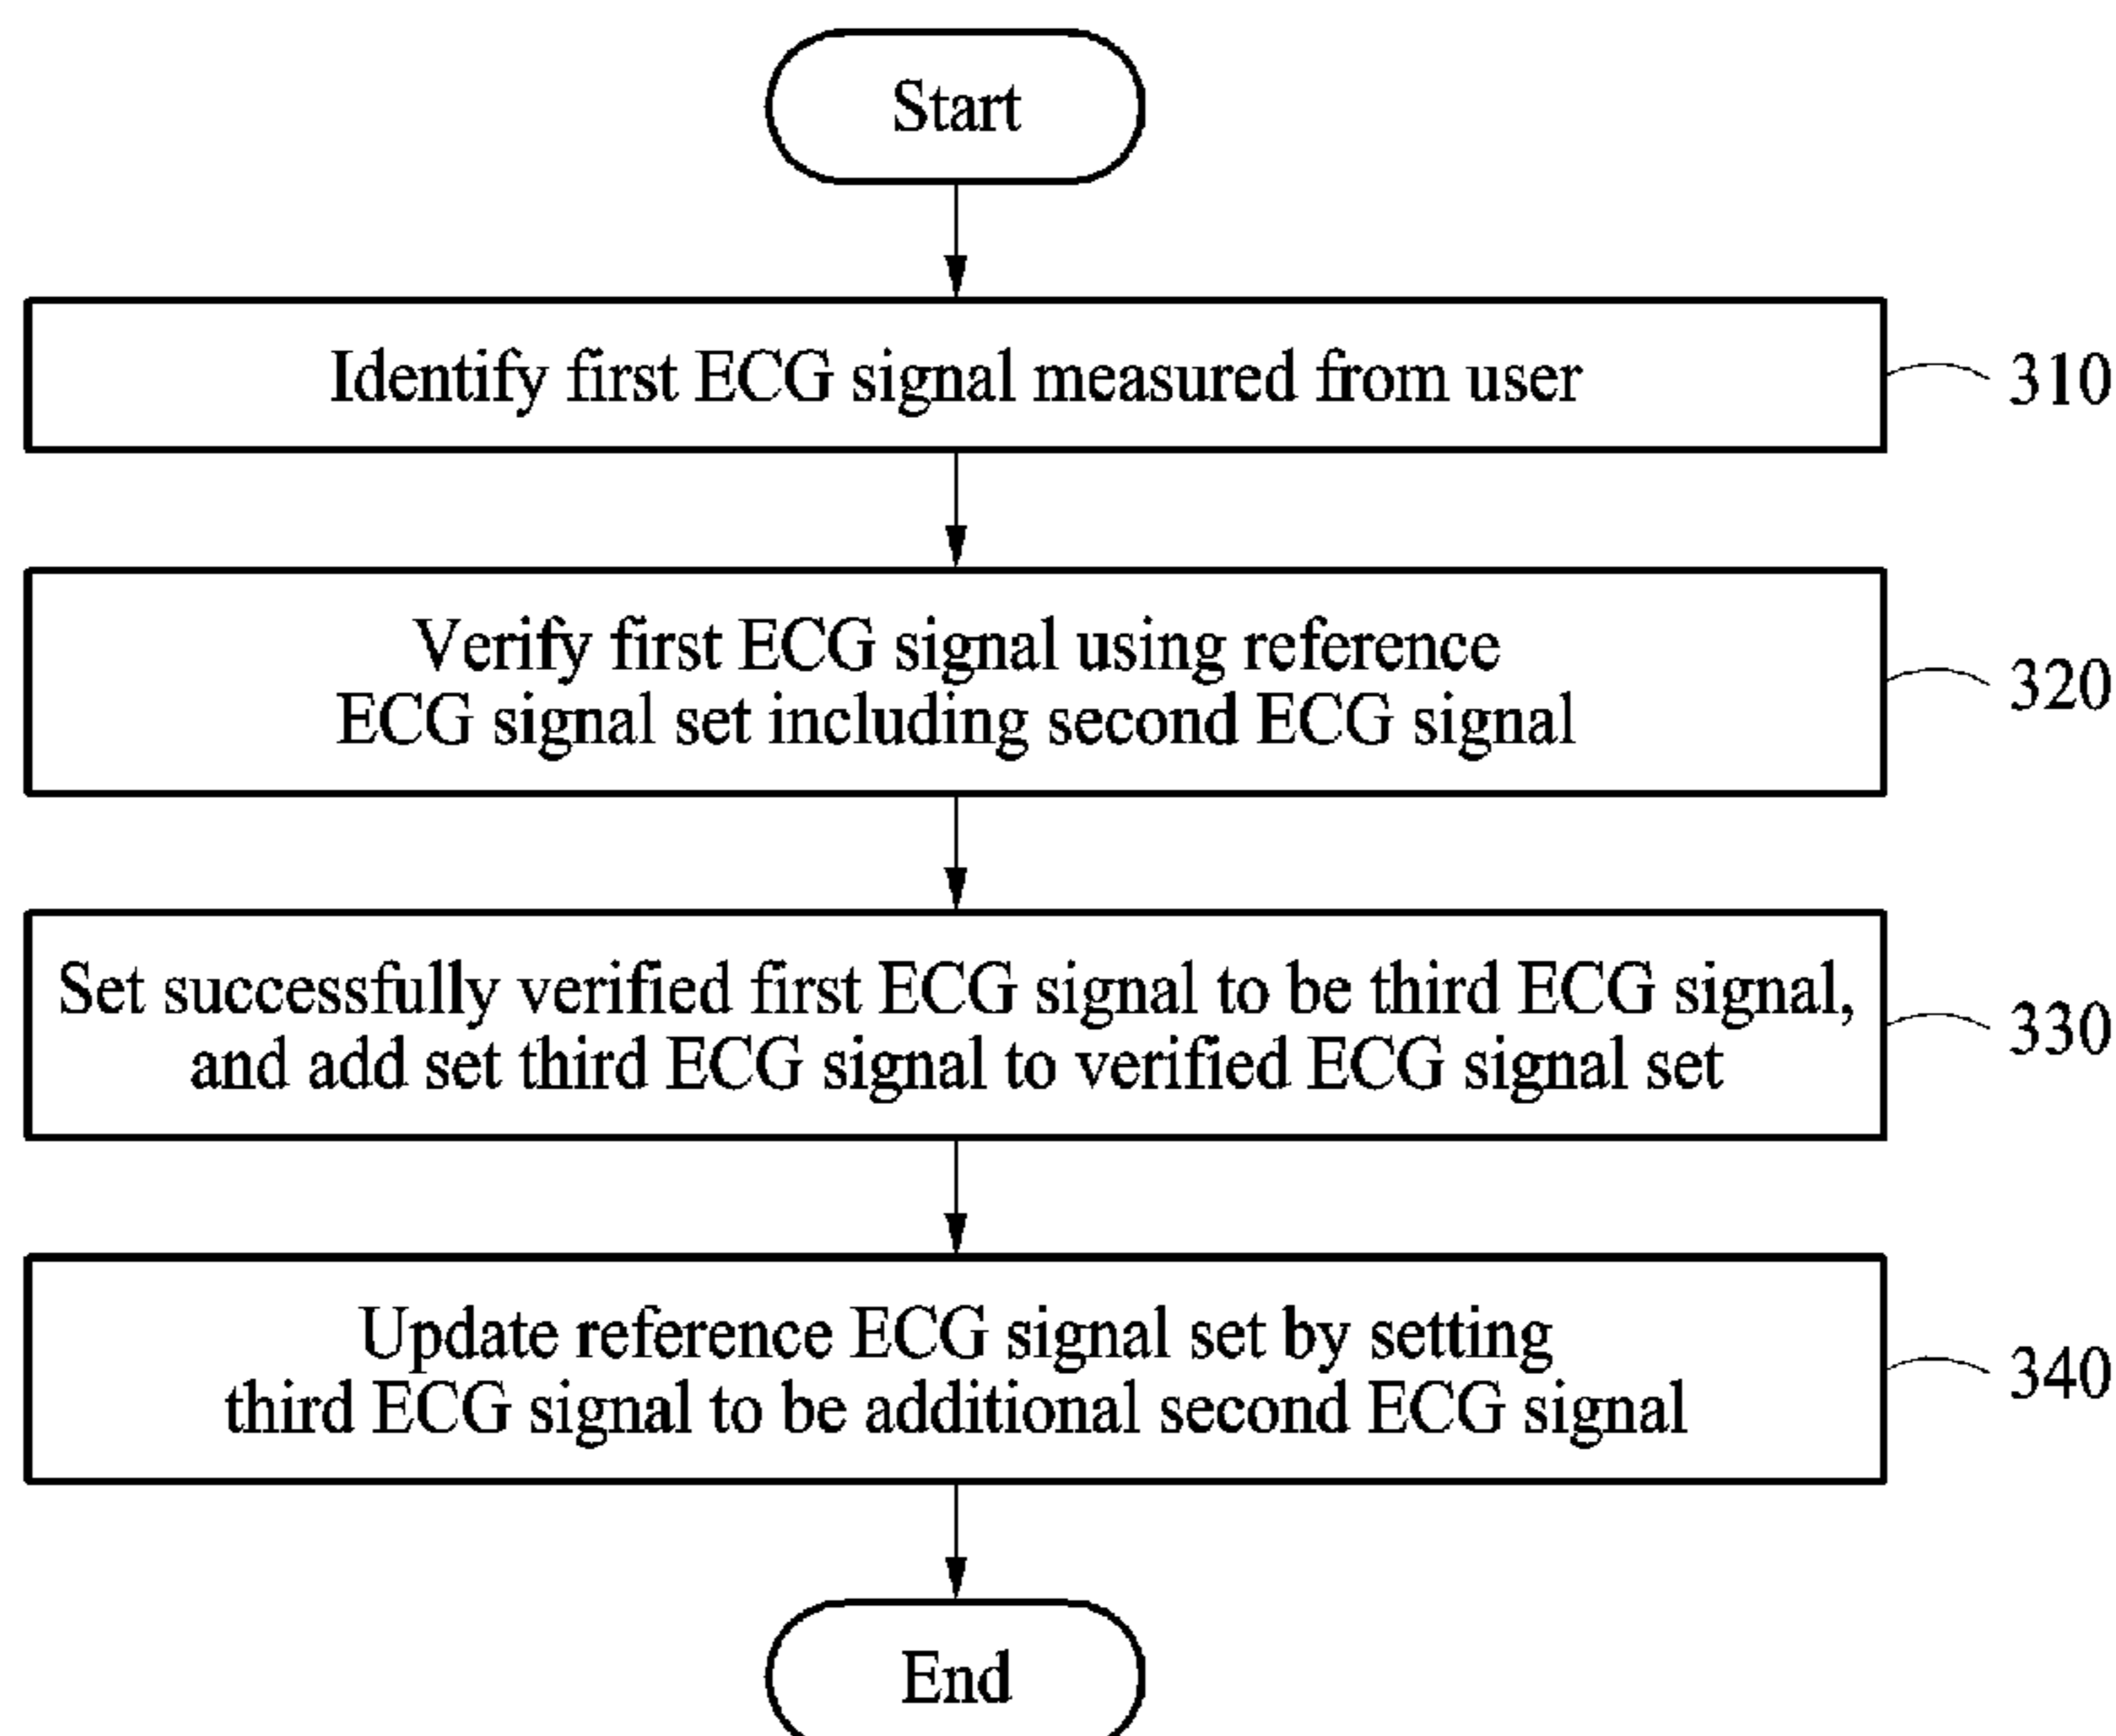 Start
Identify first ECG signal measured from user
310
Verify first ECG signal using reference
ECG signal set including second ECG signal
320
Set successfully verified first ECG signal to be third ECG signal,
and add set third ECG signal to verified ECG signal set
330
Update reference ECG signal set by setting
third ECG signal to be additional second ECG signal
340
End